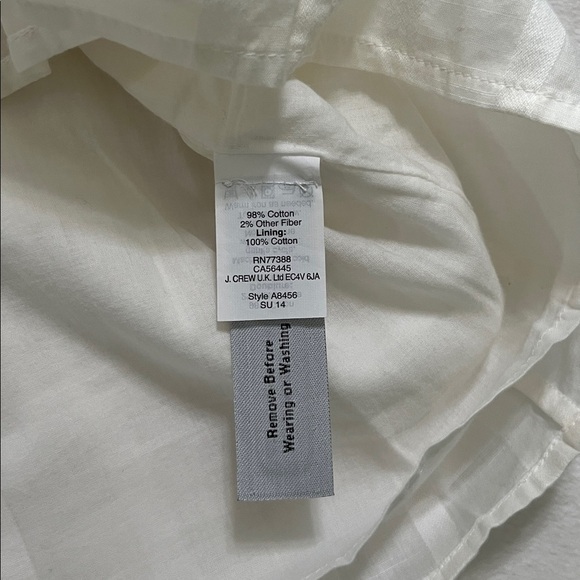 98% Cotton
2% Other Fiber
Lining:
100% Cotton
RN77388
CA56445
J. CREW U.K. Ltd EC4V 6JA
Style A8456
SU 14
Remove Before
Wearing or Washing